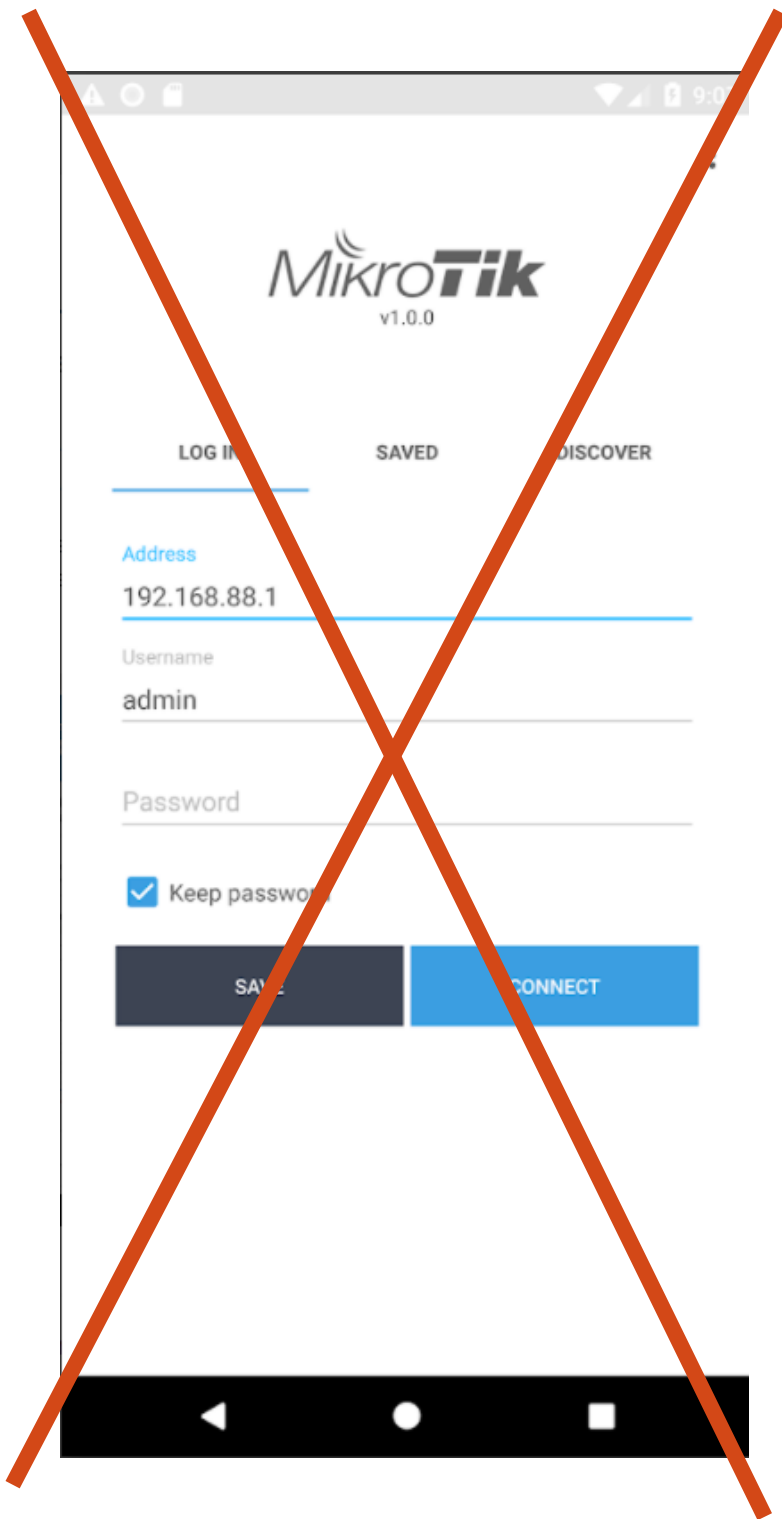 MikroTik
v1.0.0
LOG IN SAVED DISCOVER
Address
192.168.88.1
Username
admin
Password
Keep password
SAVE CONNECT